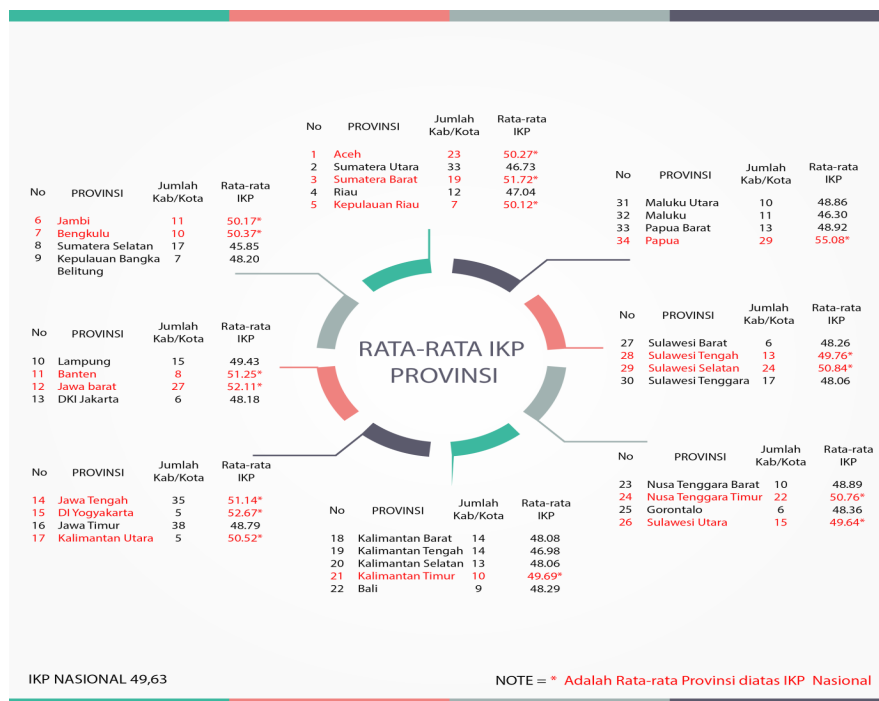 No PROVINSI Jumlah Kab/Kota Rata-rata IKP
1 Aceh 23 50.27*
2 Sumatera Utara 33 46.73
3 Sumatera Barat 19 51.72*
4 Riau 12 47.04
5 Kepulauan Riau 7 50.12*
No PROVINSI Jumlah Kab/Kota Rata-rata IKP
6 Jambi 11 50.17*
7 Bengkulu 10 50.37*
8 Sumatera Selatan 17 45.85
9 Kepulauan Bangka 7 48.20
Belitung
No PROVINSI Jumlah Kab/Kota Rata-rata IKP
31 Maluku Utara 10 48.86
32 Maluku 11 46.30
33 Papua Barat 13 48.92
34 Papua 29 55.08*
No PROVINSI Jumlah Kab/Kota Rata-rata IKP
10 Lampung 15 49.43
11 Banten 8 51.25*
12 Jawa barat 27 52.11*
13 DKI Jakarta 6 48.18
RATA-RATA IKP
PROVINSI
No PROVINSI Jumlah Kab/Kota Rata-rata IKP
27 Sulawesi Barat 6 48.26
28 Sulawesi Tengah 13 49.76*
29 Sulawesi Selatan 24 50.84*
30 Sulawesi Tenggara 17 48.06
No PROVINSI Jumlah Kab/Kota Rata-rata IKP
14 Jawa Tengah 35 51.14*
15 DI Yogyakarta 5 52.67*
16 Jawa Timur 38 48.79
17 Kalimantan Utara 5 50.52*
No PROVINSI Jumlah Kab/Kota Rata-rata IKP
18 Kalimantan Barat 14 48.08
19 Kalimantan Tengah 14 46.98
20 Kalimantan Selatan 13 48.06
21 Kalimantan Timur 10 49.69*
22 Bali 9 48.29
No PROVINSI Jumlah Kab/Kota Rata-rata IKP
23 Nusa Tenggara Barat 10 48.89
24 Nusa Tenggara Timur 22 50.76*
25 Gorontalo 6 48.36
26 Sulawesi Utara 15 49.64*
IKP NASIONAL 49,63
NOTE = * Adalah Rata-rata Provinsi diatas IKP Nasional